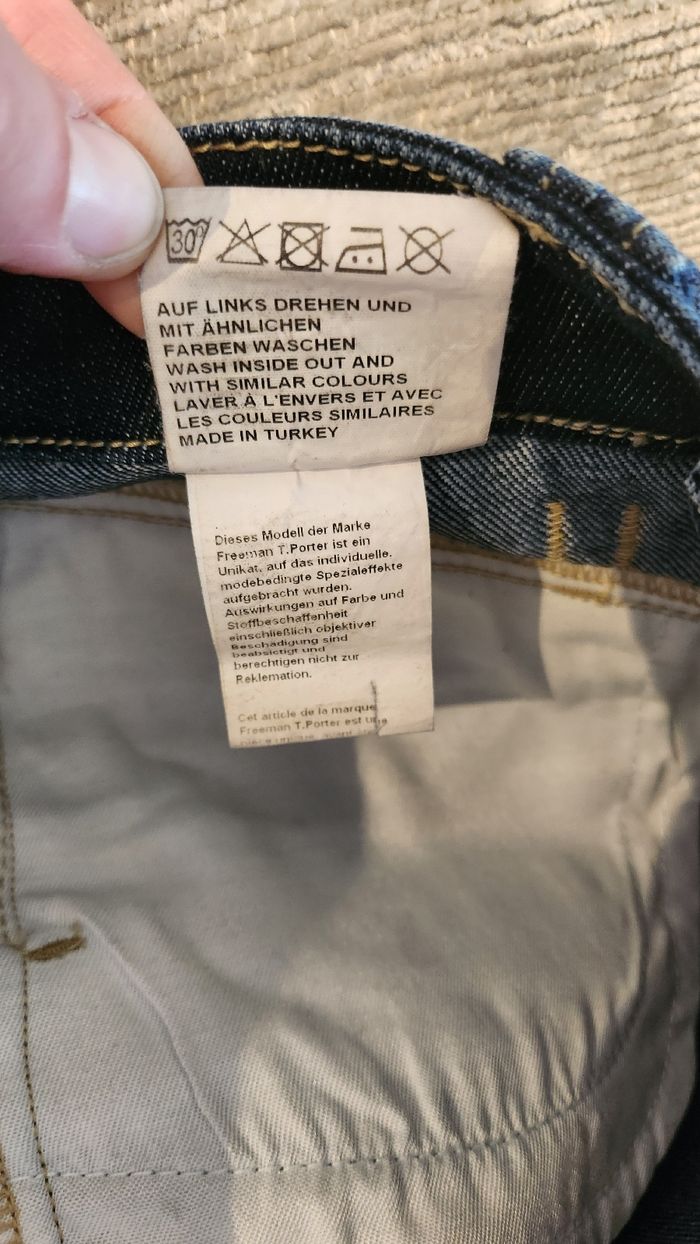 30°
AUF LINKS DREHEN UND
MIT ÄHNLICHEN
FARBEN WASCHEN
WASH INSIDE OUT AND
WITH SIMILAR COLOURS
LAVER À L'ENVERS ET AVEC
LES COULEURS SIMILAIRES
MADE IN TURKEY
Dieses Modell der Marke
Freeman T.Porter ist ein
Unikat, auf das individuelle.
modebedingte Spezialeffekte
aufgebracht wurden.
Auswirkungen auf Farbe und
Stoffbeschaffenheit
einschließlich objektiver
Beschädigung sind
beabsictigt und
berechtigen nicht zur
Reklemation.
Cet article de la marque
Freeman T.Porter est une